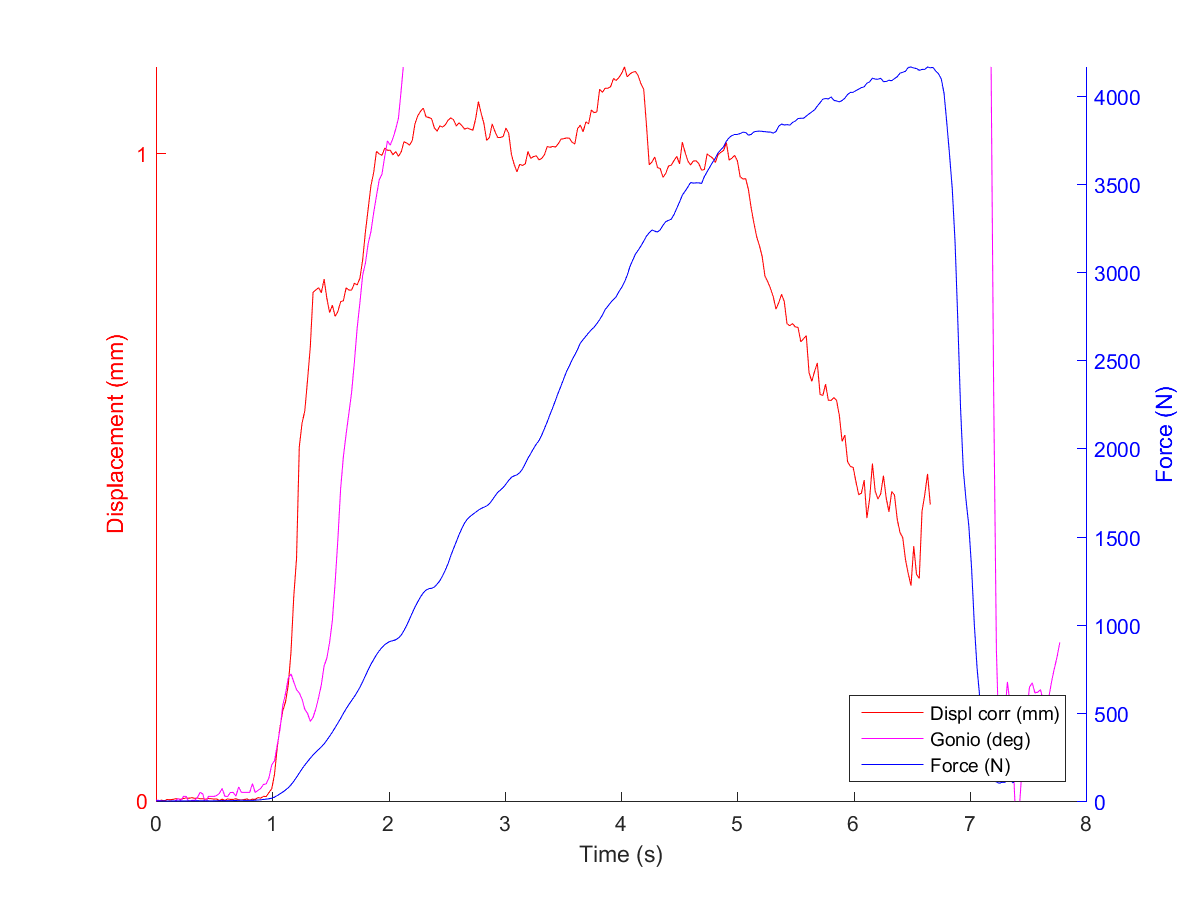 Displacement (mm)
1
0
0 1 2 3 4 5 6 7 8
Time (s)
4000
3500
3000
2500
2000
1500
1000
500
0
Force (N)
Displ corr (mm)
Gonio (deg)
Force (N)